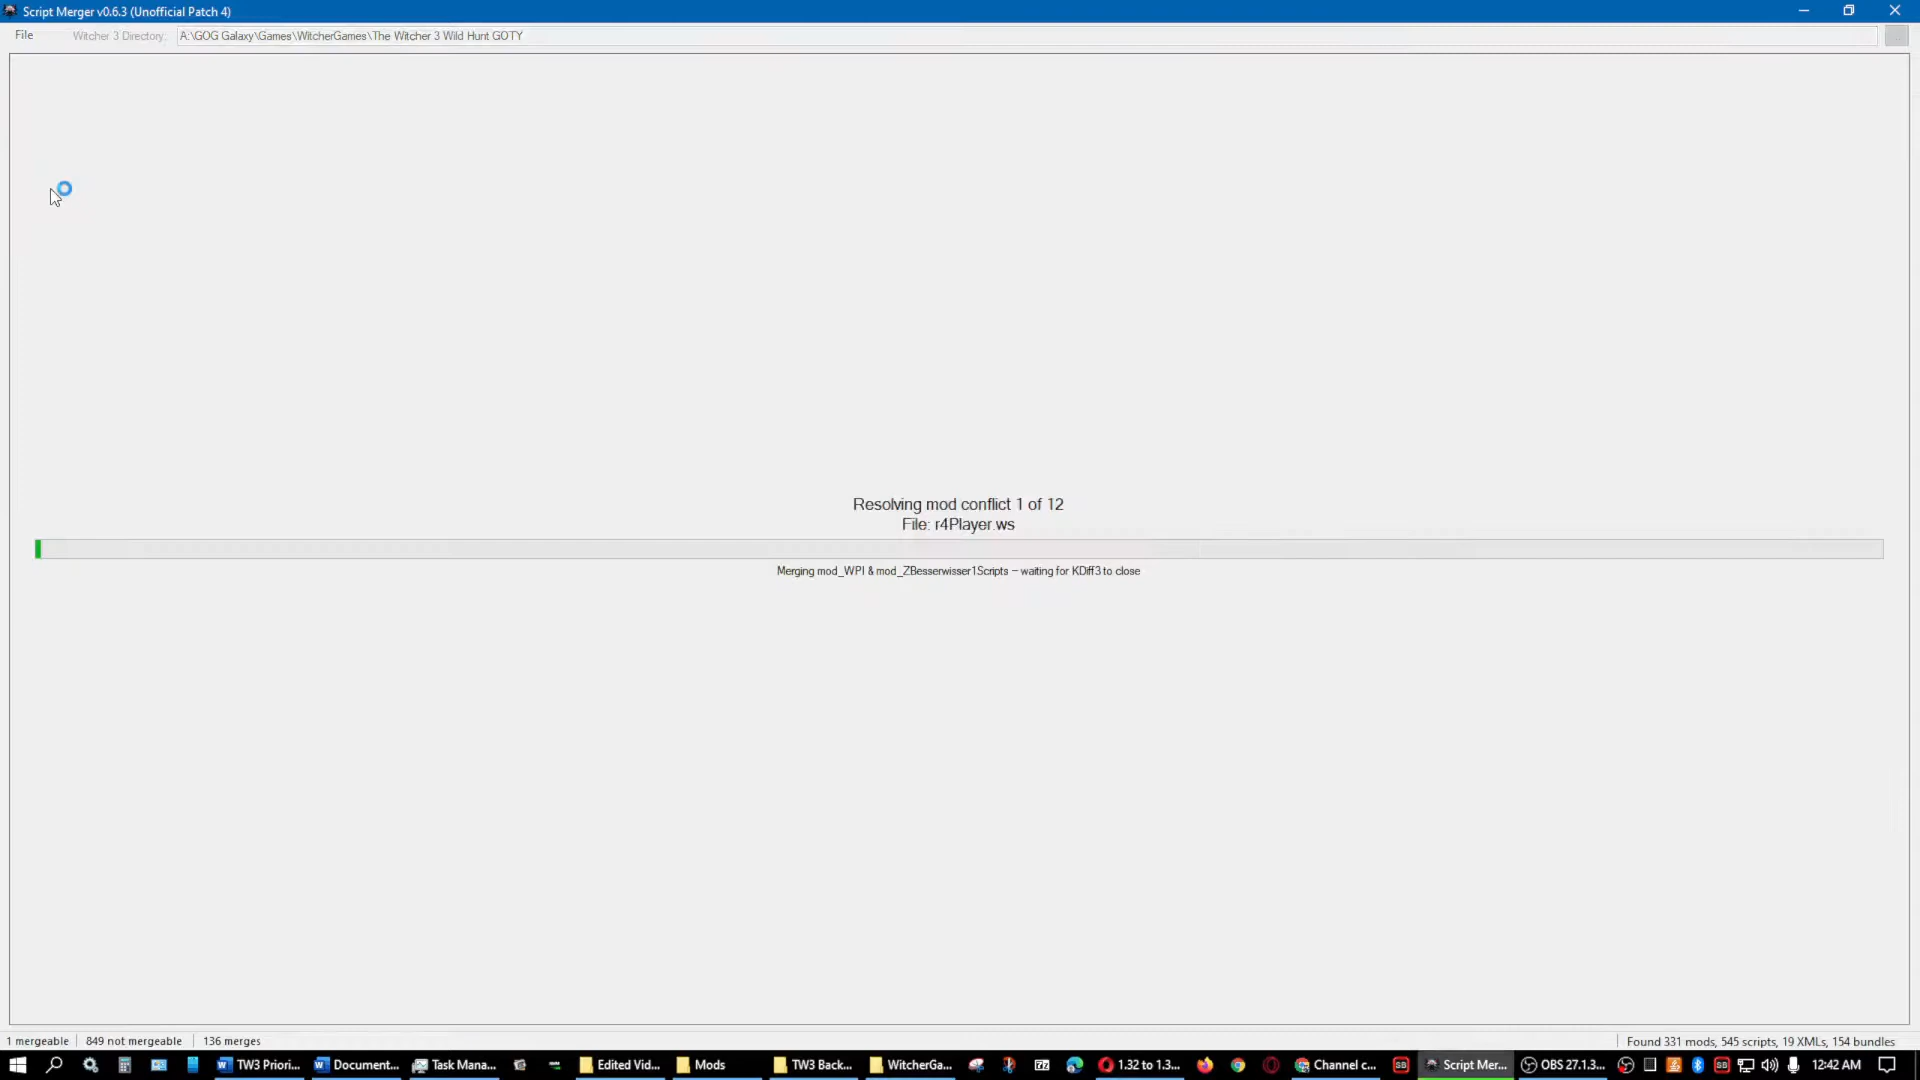 Script Merger v0.6.3 (Unofficial Patch 4)
File Witcher 3 Directory: A:\GOG Galaxy\Games\WitcherGames\The Witcher 3 Wild Hunt GOTY
Resolving mod conflict 1 of 12
File: r4Player.ws
Merging mod_WPI & mod_ZBesserwisser1Scripts – waiting for KDiff3 to close
1 mergeable 849 not mergeable 136 merges Found 331 mods, 545 scripts, 19 XMLs, 154 bundles
TW3 Priori... Document... Task Mana... Edited Vid... Mods TW3 Back... WitcherGa... 1.32 to 1.3... Channel c... Script Mer... OBS 27.1.3... 12:42 AM